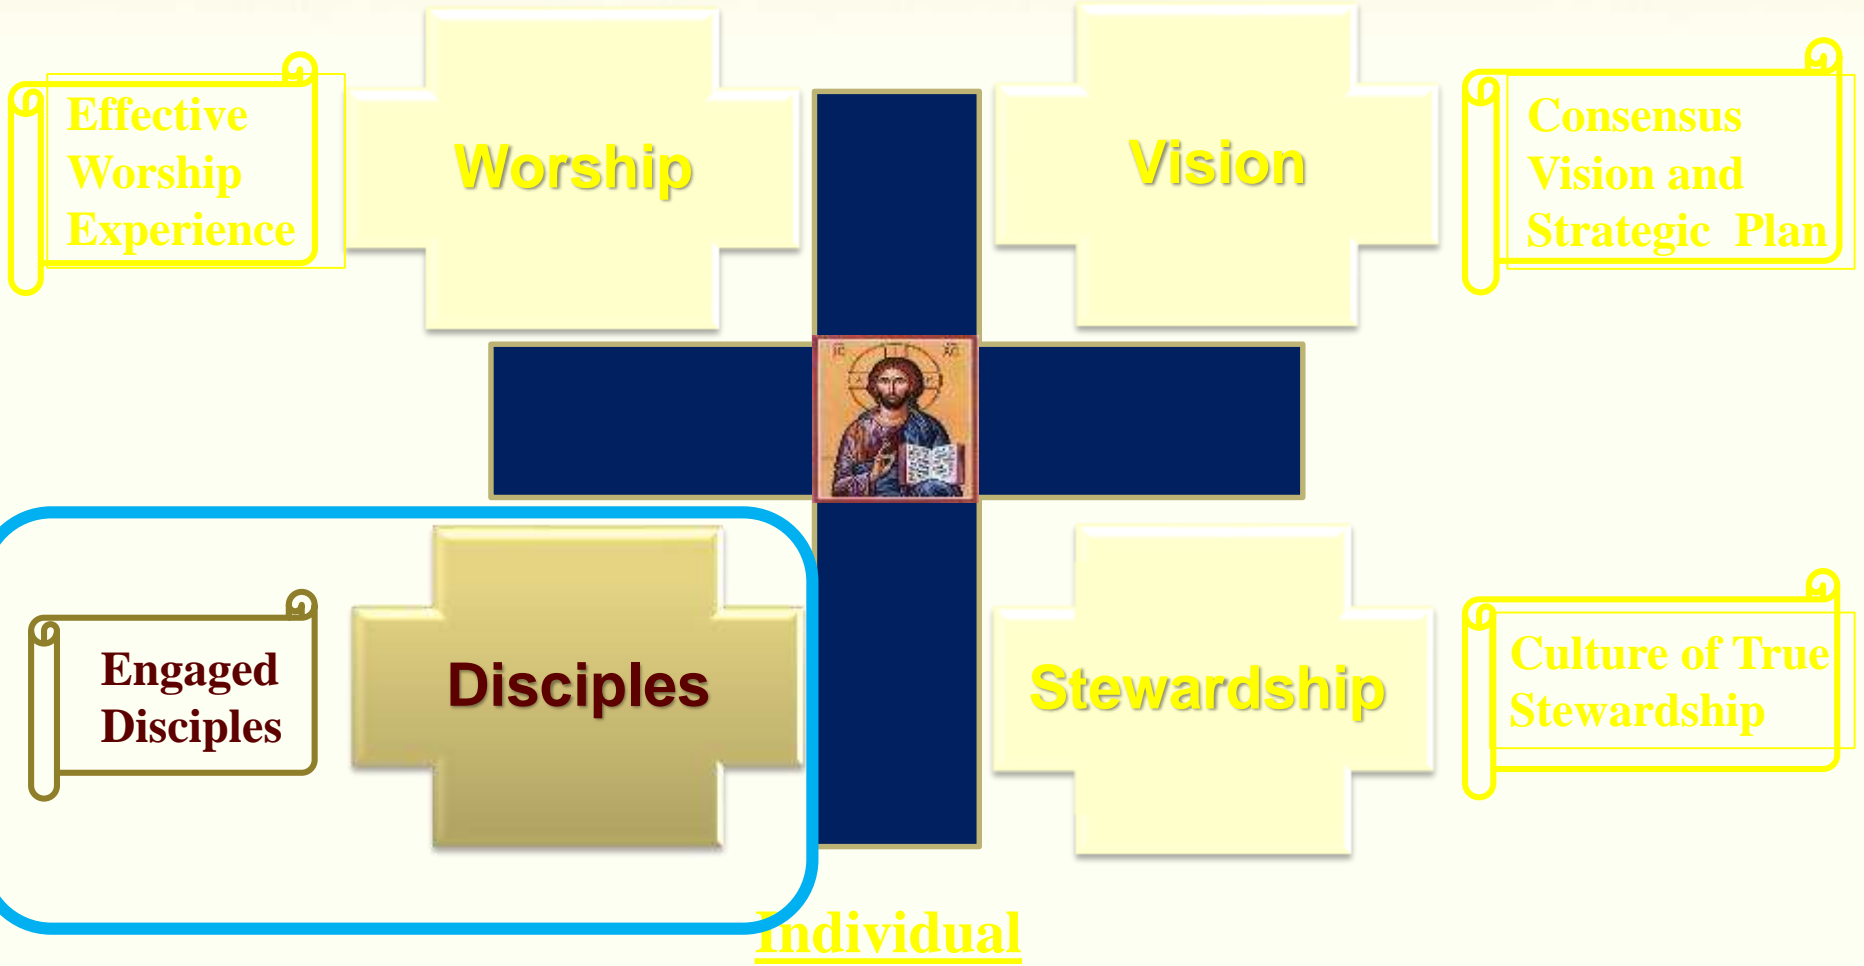 Effective
Worship
Experience
Worship
Vision
Consensus
Vision and
Strategic Plan
Engaged
Disciples
Disciples
Stewardship
Culture of True
Stewardship
Individual